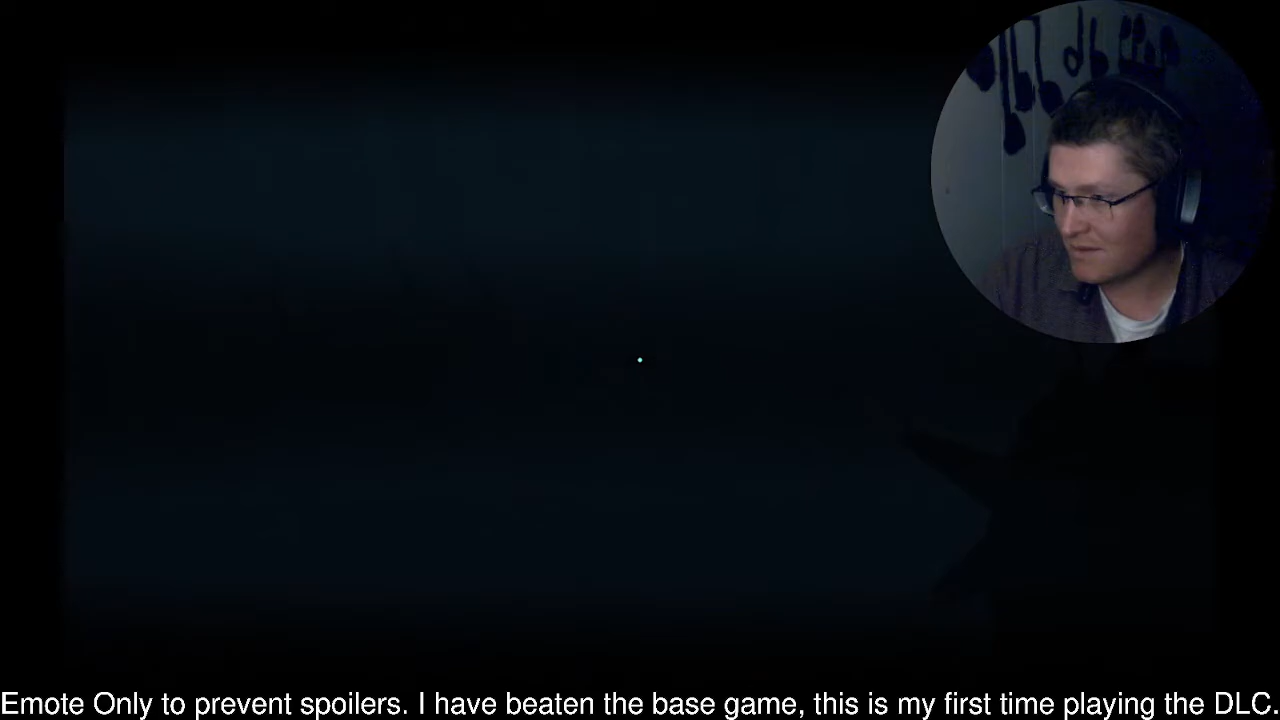 Emote Only to prevent spoilers. I have beaten the base game, this is my first time playing the DLC.